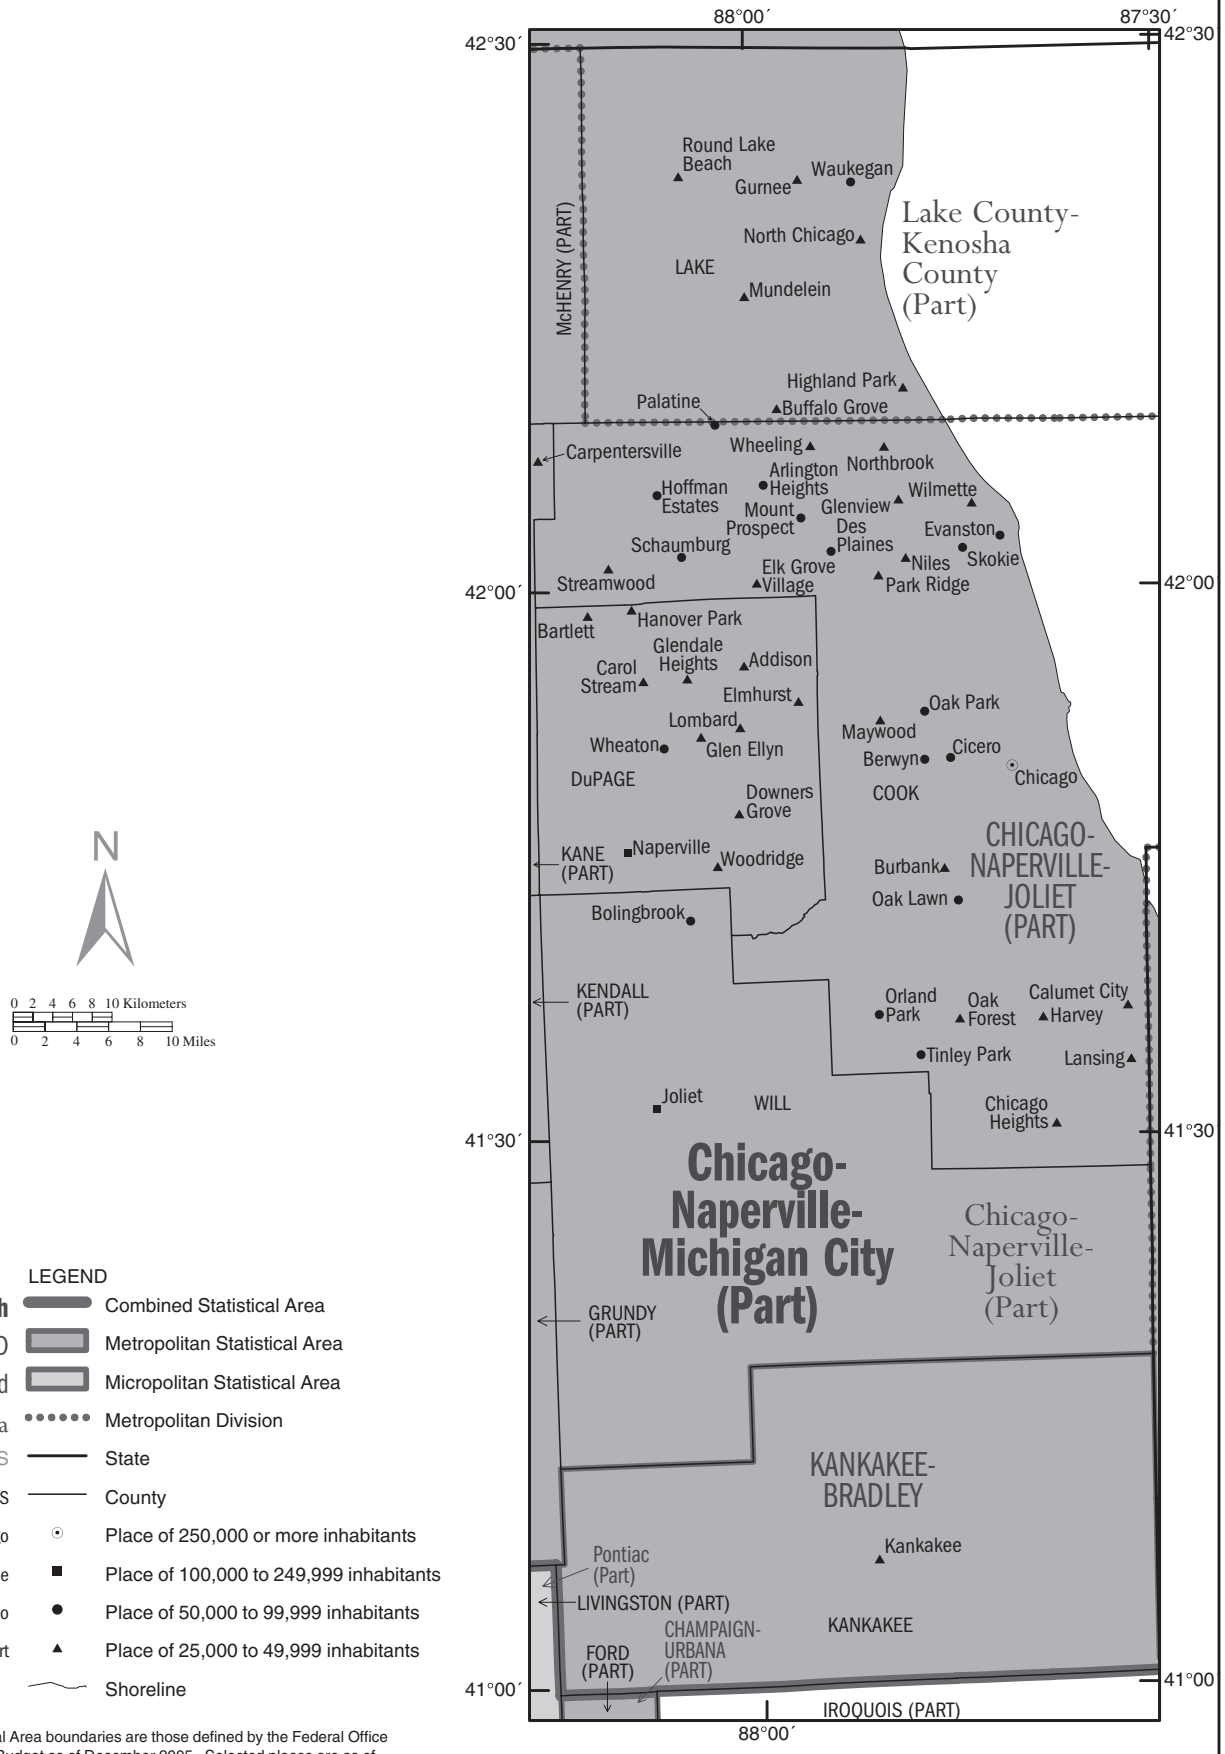 88°00´
87°30´
42°30´
42°30´
Round Lake
Beach
Gurnee
Waukegan
McHENRY (PART)
North Chicago
LAKE
Mundelein
Lake County-
Kenosha
County
(Part)
Highland Park
Palatine
Buffalo Grove
Carpentersville
Wheeling
Northbrook
Arlington
Heights
Hoffman
Estates
Wilmette
Glenview
Mount
Prospect
Des
Plaines
Evanston
Schaumburg
Niles
Skokie
Elk Grove
Village
Streamwood
Park Ridge
42°00´
42°00´
Hanover Park
Bartlett
Glendale
Heights
Addison
Carol
Stream
Elmhurst
Oak Park
Lombard
Maywood
Wheaton
Glen Ellyn
Berwyn
Cicero
Chicago
DuPAGE
COOK
Downers
Grove
CHICAGO-
NAPERVILLE-
JOLIET
(PART)
N
KANE
(PART)
Naperville
Woodridge
Burbank
Oak Lawn
Bolingbrook
KENDALL
(PART)
Orland
Park
Oak
Forest
Calumet City
Harvey
0 2 4 6 8 10 Kilometers
0 2 4 6 8 10 Miles
Tinley Park
Lansing
Joliet
WILL
Chicago
Heights
41°30´
41°30´
Chicago-
Naperville-
Michigan City
(Part)
Chicago-
Naperville-
Joliet
(Part)
GRUNDY
(PART)
LEGEND
h
Combined Statistical Area
O
Metropolitan Statistical Area
d
Micropolitan Statistical Area
a
Metropolitan Division
S
State
S
County
o
Place of 250,000 or more inhabitants
e
Place of 100,000 to 249,999 inhabitants
o
Place of 50,000 to 99,999 inhabitants
rt
Place of 25,000 to 49,999 inhabitants
Shoreline
KANKAKEE-
BRADLEY
Kankakee
Pontiac
(Part)
LIVINGSTON (PART)
KANKAKEE
CHAMPAIGN-
URBANA
(PART)
FORD
(PART)
41°00´
41°00´
IROQUOIS (PART)
88°00´
l Area boundaries are those defined by the Federal Office